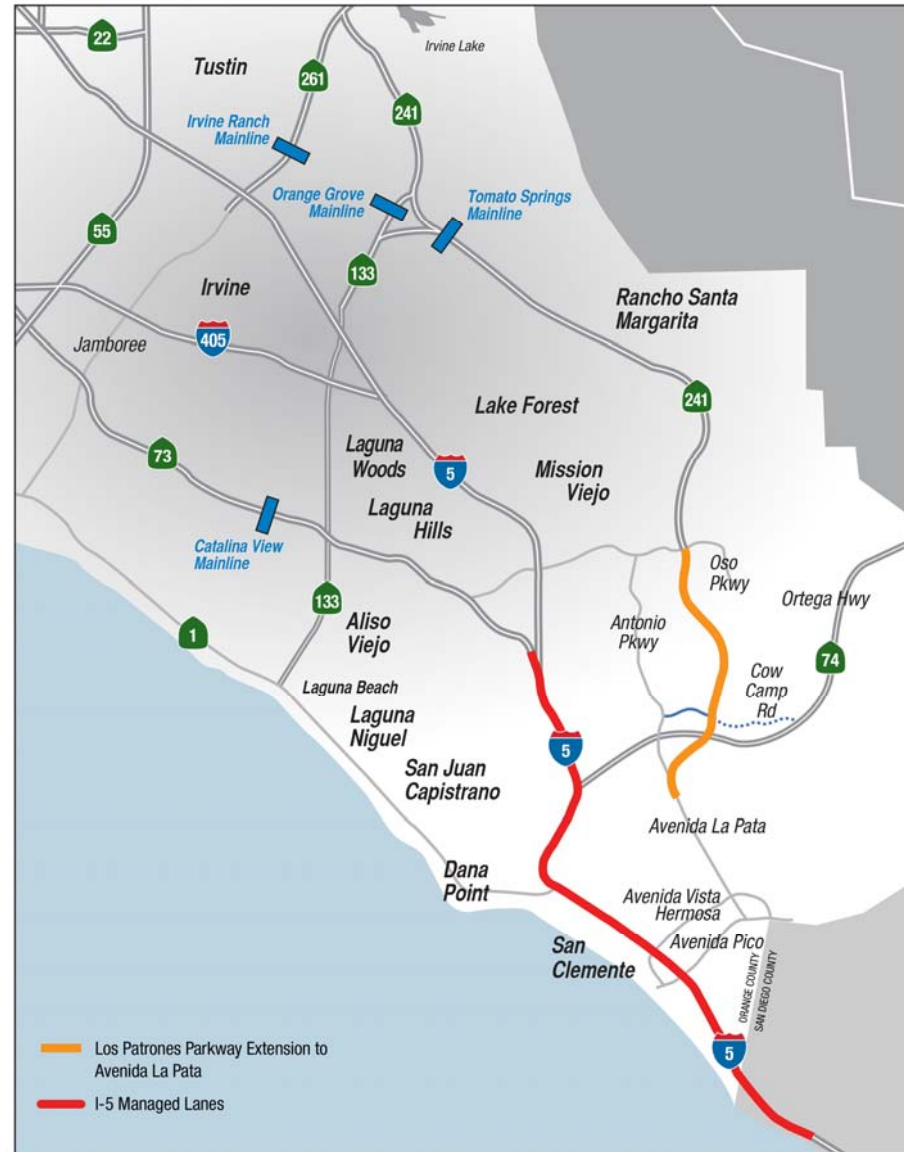 22
Tustin
Irvine Lake
261
241
Irvine Ranch
Mainline
Orange Grove
Mainline
Tomato Springs
Mainline
55
133
Irvine
Rancho Santa
Margarita
405
Jamboree
241
Lake Forest
73
Laguna
Woods
5
Mission
Viejo
Laguna
Hills
Catalina View
Mainline
Oso
Pkwy
133
Ortega Hwy
Antonio
Pkwy
1
Aliso
Viejo
74
Cow
Camp
Rd
Laguna Beach
Laguna
Niguel
5
San Juan
Capistrano
Avenida La Pata
Dana
Point
Avenida Vista
Hermosa
Avenida Pico
San
Clemente
ORANGE COUNTY
SAN DIEGO COUNTY
5
Los Patrones Parkway Extension to
Avenida La Pata
I-5 Managed Lanes